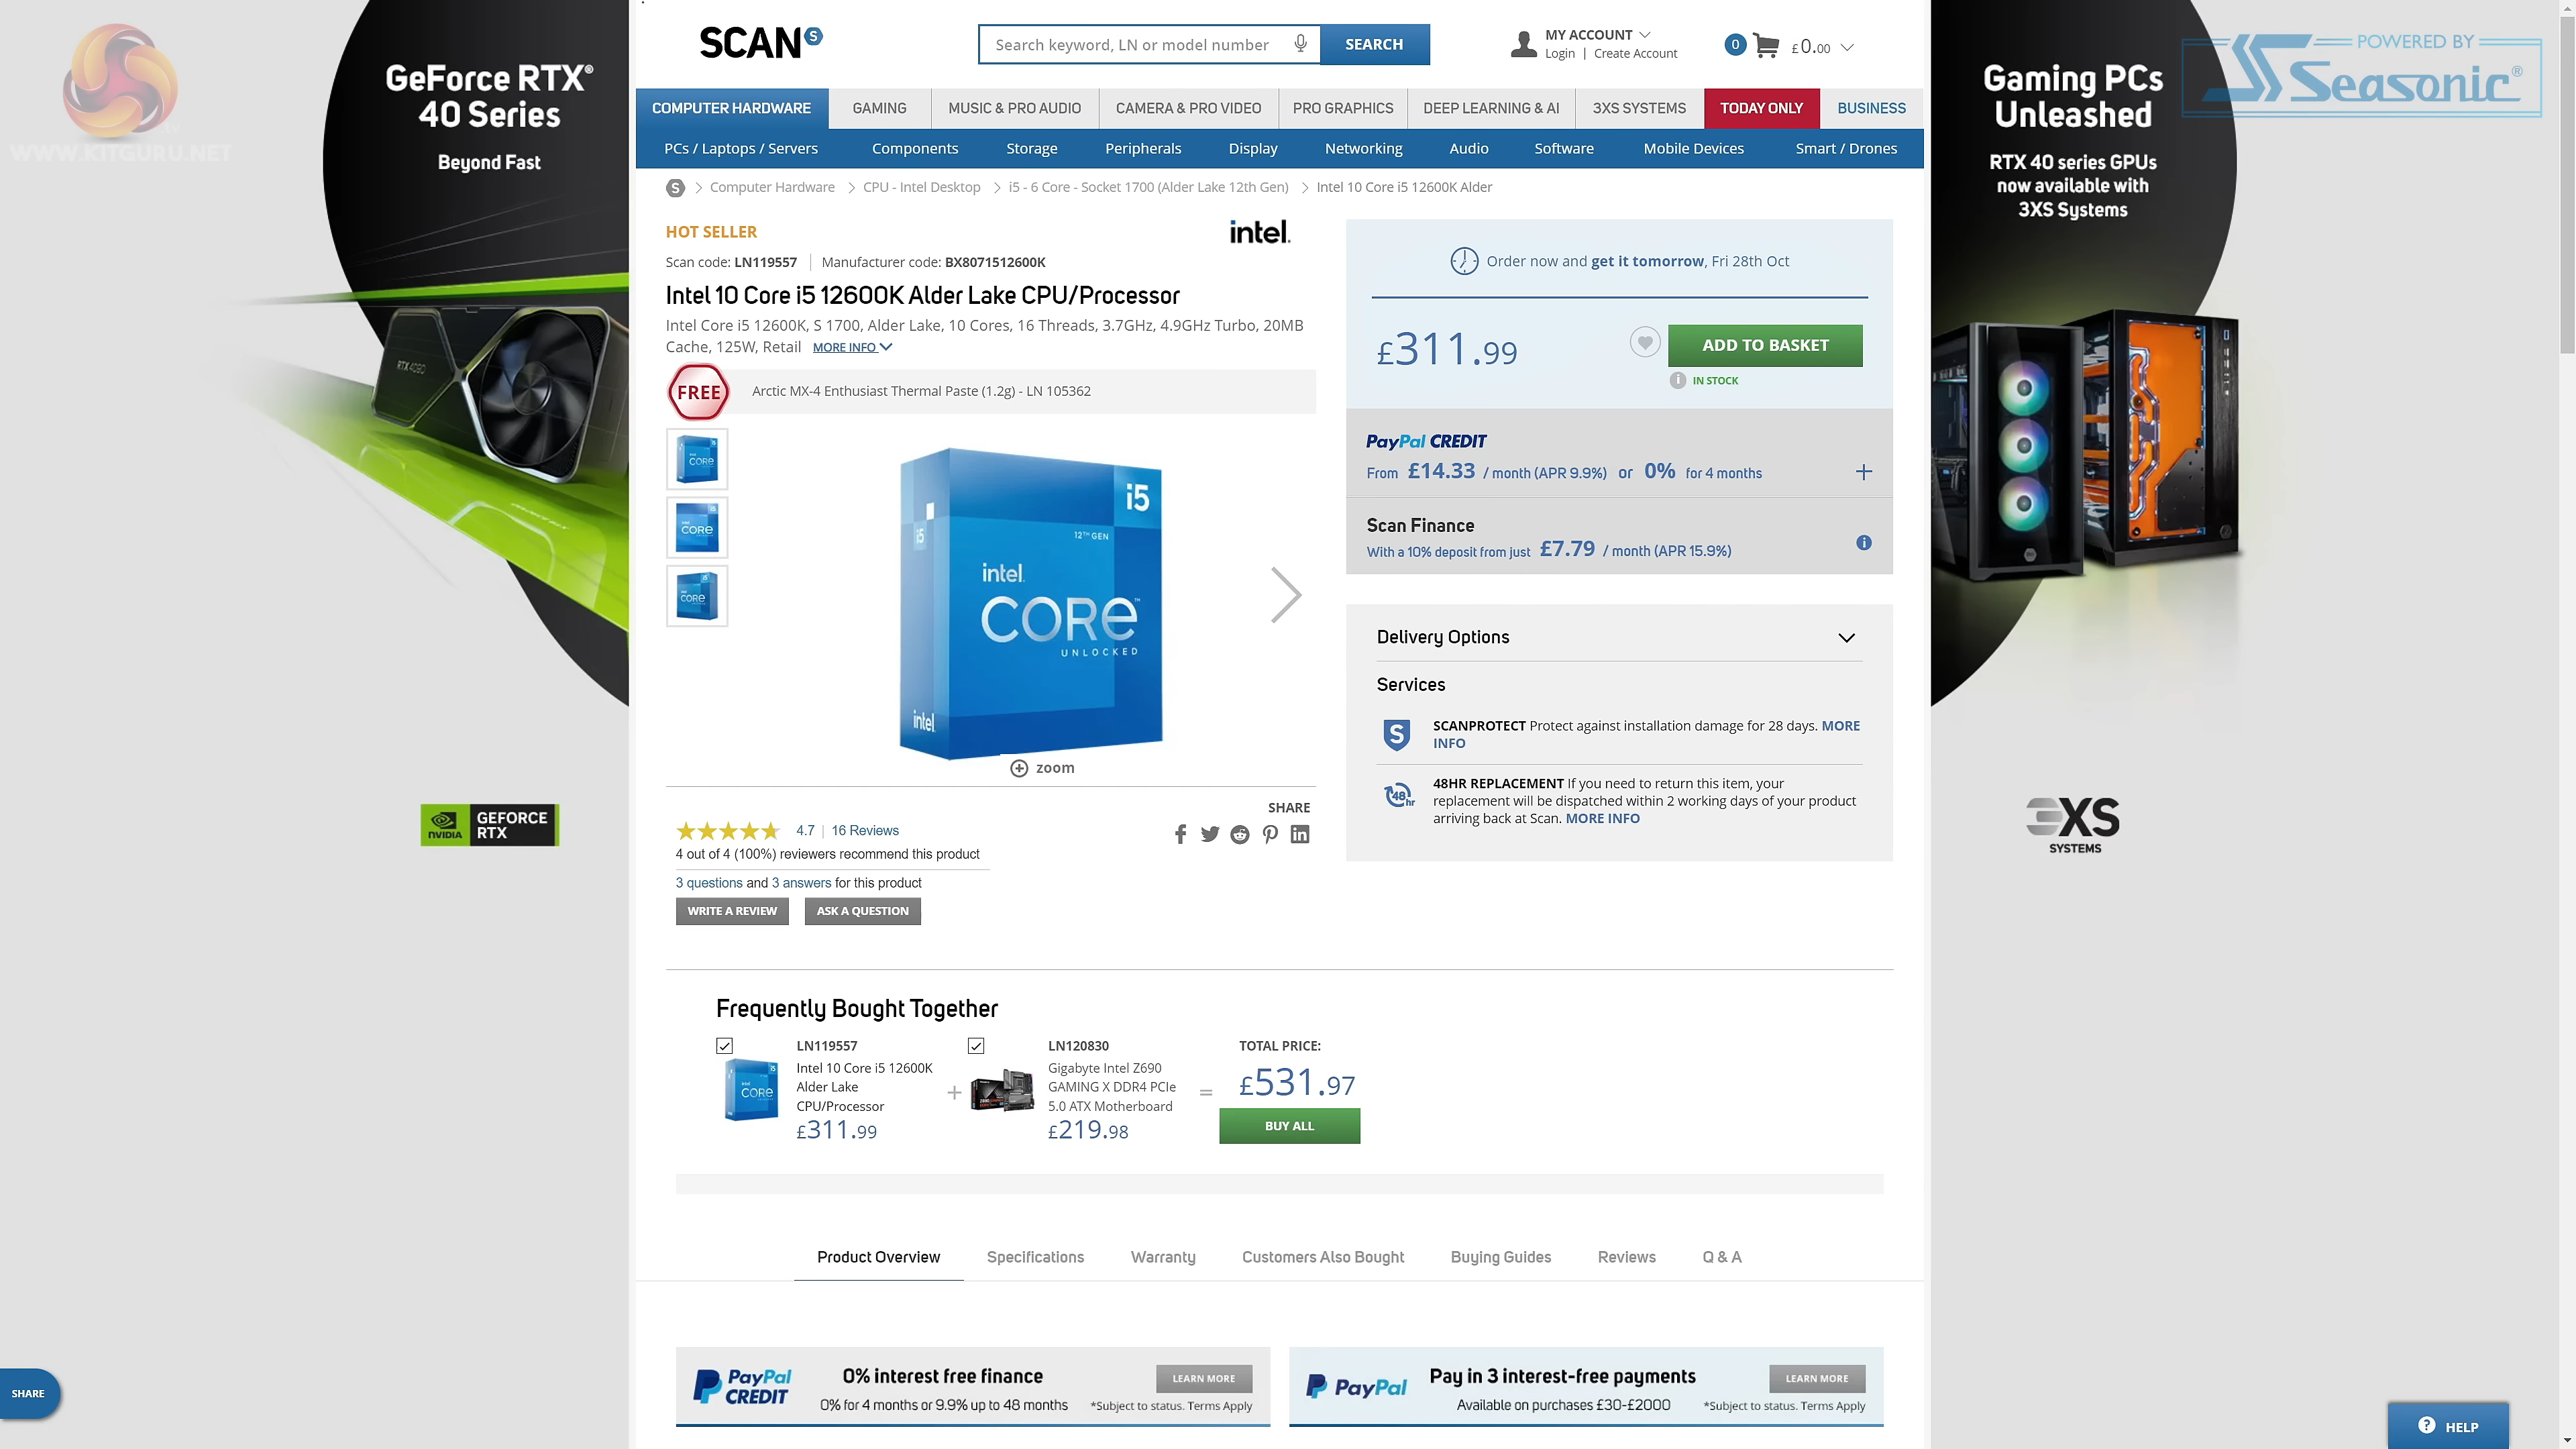 WWW.KITGURU.NET
GeForce RTX®
40 Series
Beyond Fast
RTX 4090
NVIDIA
GEFORCE
RTX
SCAN S
Search keyword, LN or model number
SEARCH
MY ACCOUNT
Login | Create Account
0
£0.00
COMPUTER HARDWARE
GAMING
MUSIC & PRO AUDIO
CAMERA & PRO VIDEO
PRO GRAPHICS
DEEP LEARNING & AI
3XS SYSTEMS
TODAY ONLY
BUSINESS
PCs / Laptops / Servers
Components
Storage
Peripherals
Display
Networking
Audio
Software
Mobile Devices
Smart / Drones
S > Computer Hardware > CPU - Intel Desktop > i5 - 6 Core - Socket 1700 (Alder Lake 12th Gen) > Intel 10 Core i5 12600K Alder
HOT SELLER
intel.
Scan code: LN119557 | Manufacturer code: BX8071512600K
Intel 10 Core i5 12600K Alder Lake CPU/Processor
Intel Core i5 12600K, S 1700, Alder Lake, 10 Cores, 16 Threads, 3.7GHz, 4.9GHz Turbo, 20MB
Cache, 125W, Retail MORE INFO
FREE
Arctic MX-4 Enthusiast Thermal Paste (1.2g) - LN 105362
CORE
CORE
CORE
i5
i5
12TH GEN
intel.
CORE™
UNLOCKED
intel.
zoom
SHARE
4.7 | 16 Reviews
4 out of 4 (100%) reviewers recommend this product
3 questions and 3 answers for this product
WRITE A REVIEW
ASK A QUESTION
Order now and get it tomorrow, Fri 28th Oct
£311.99
ADD TO BASKET
IN STOCK
PayPal CREDIT
From £14.33 / month (APR 9.9%) or 0% for 4 months
Scan Finance
With a 10% deposit from just £7.79 / month (APR 15.9%)
Delivery Options
Services
SCANPROTECT Protect against installation damage for 28 days. MORE
INFO
48hr
48HR REPLACEMENT If you need to return this item, your
replacement will be dispatched within 2 working days of your product
arriving back at Scan. MORE INFO
Frequently Bought Together
LN119557
Intel 10 Core i5 12600K
Alder Lake
CPU/Processor
£311.99
+
LN120830
Gigabyte Intel Z690
GAMING X DDR4 PCIe
5.0 ATX Motherboard
£219.98
=
TOTAL PRICE:
£531.97
BUY ALL
Product Overview
Specifications
Warranty
Customers Also Bought
Buying Guides
Reviews
Q & A
PayPal
CREDIT
0% interest free finance
0% for 4 months or 9.9% up to 48 months
LEARN MORE
*Subject to status. Terms Apply
PayPal
Pay in 3 interest-free payments
Available on purchases £30-£2000
LEARN MORE
*Subject to status. Terms Apply
Gaming PCs
Unleashed
RTX 40 series GPUs
now available with
3XS Systems
POWERED BY
Seasonic®
3XS
SYSTEMS
SHARE
HELP